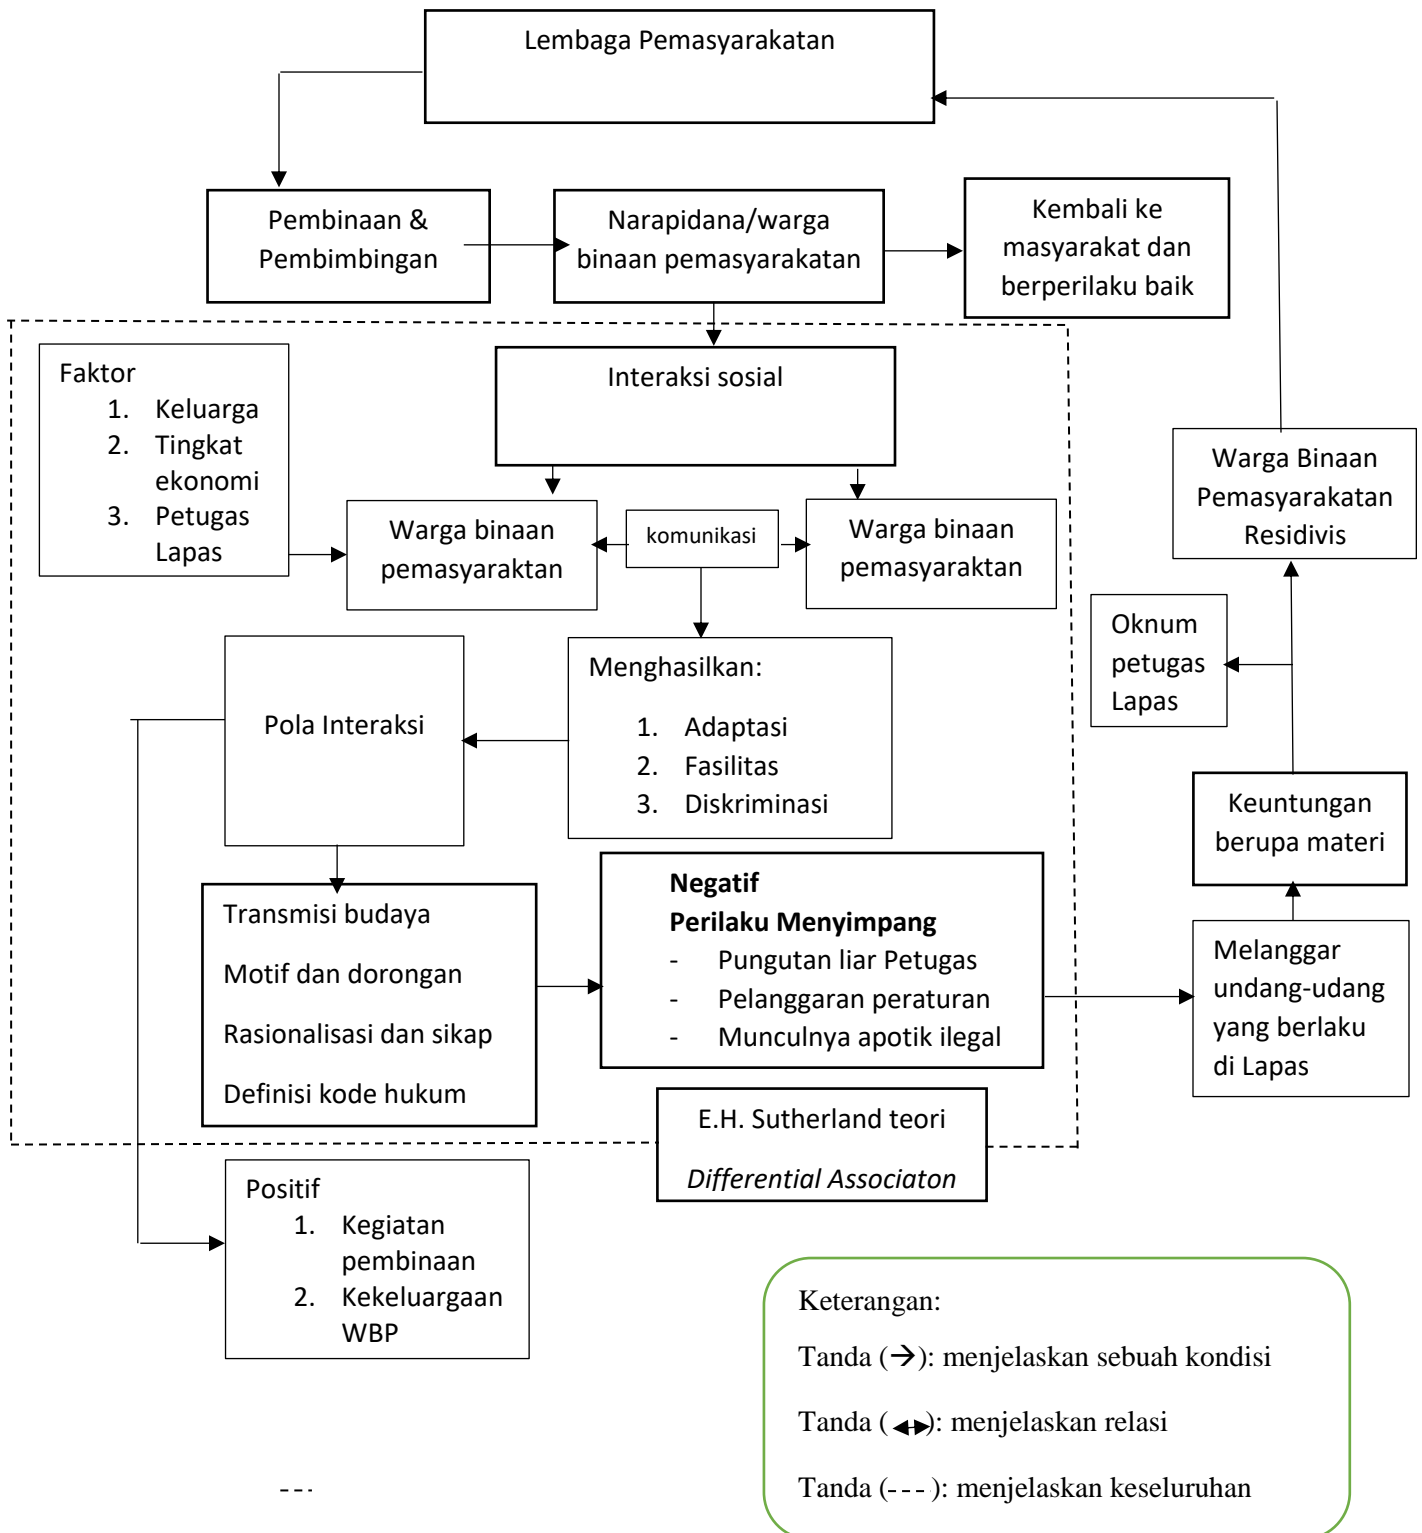 Lembaga Pemasyarakatan
Pembinaan &
Pembimbingan
Narapidana/warga
binaan pemasyarakatan
Kembali ke
masyarakat dan
berperilaku baik
Faktor
1. Keluarga
2. Tingkat
ekonomi
3. Petugas
Lapas
Interaksi sosial
Warga binaan
pemasyaraktan
komunikasi
Warga binaan
pemasyaraktan
Warga Binaan
Pemasyarakatan
Residivis
Oknum
petugas
Lapas
Pola Interaksi
Menghasilkan:
1. Adaptasi
2. Fasilitas
3. Diskriminasi
Keuntungan
berupa materi
Transmisi budaya
Motif dan dorongan
Rasionalisasi dan sikap
Definisi kode hukum
Negatif
Perilaku Menyimpang
- Pungutan liar Petugas
- Pelanggaran peraturan
- Munculnya apotik ilegal
Melanggar
undang-udang
yang berlaku
di Lapas
E.H. Sutherland teori
Differential Associaton
Positif
1. Kegiatan
pembinaan
2. Kekeluargaan
WBP
Keterangan:
Tanda (→): menjelaskan sebuah kondisi
Tanda (◄►): menjelaskan relasi
Tanda (---): menjelaskan keseluruhan